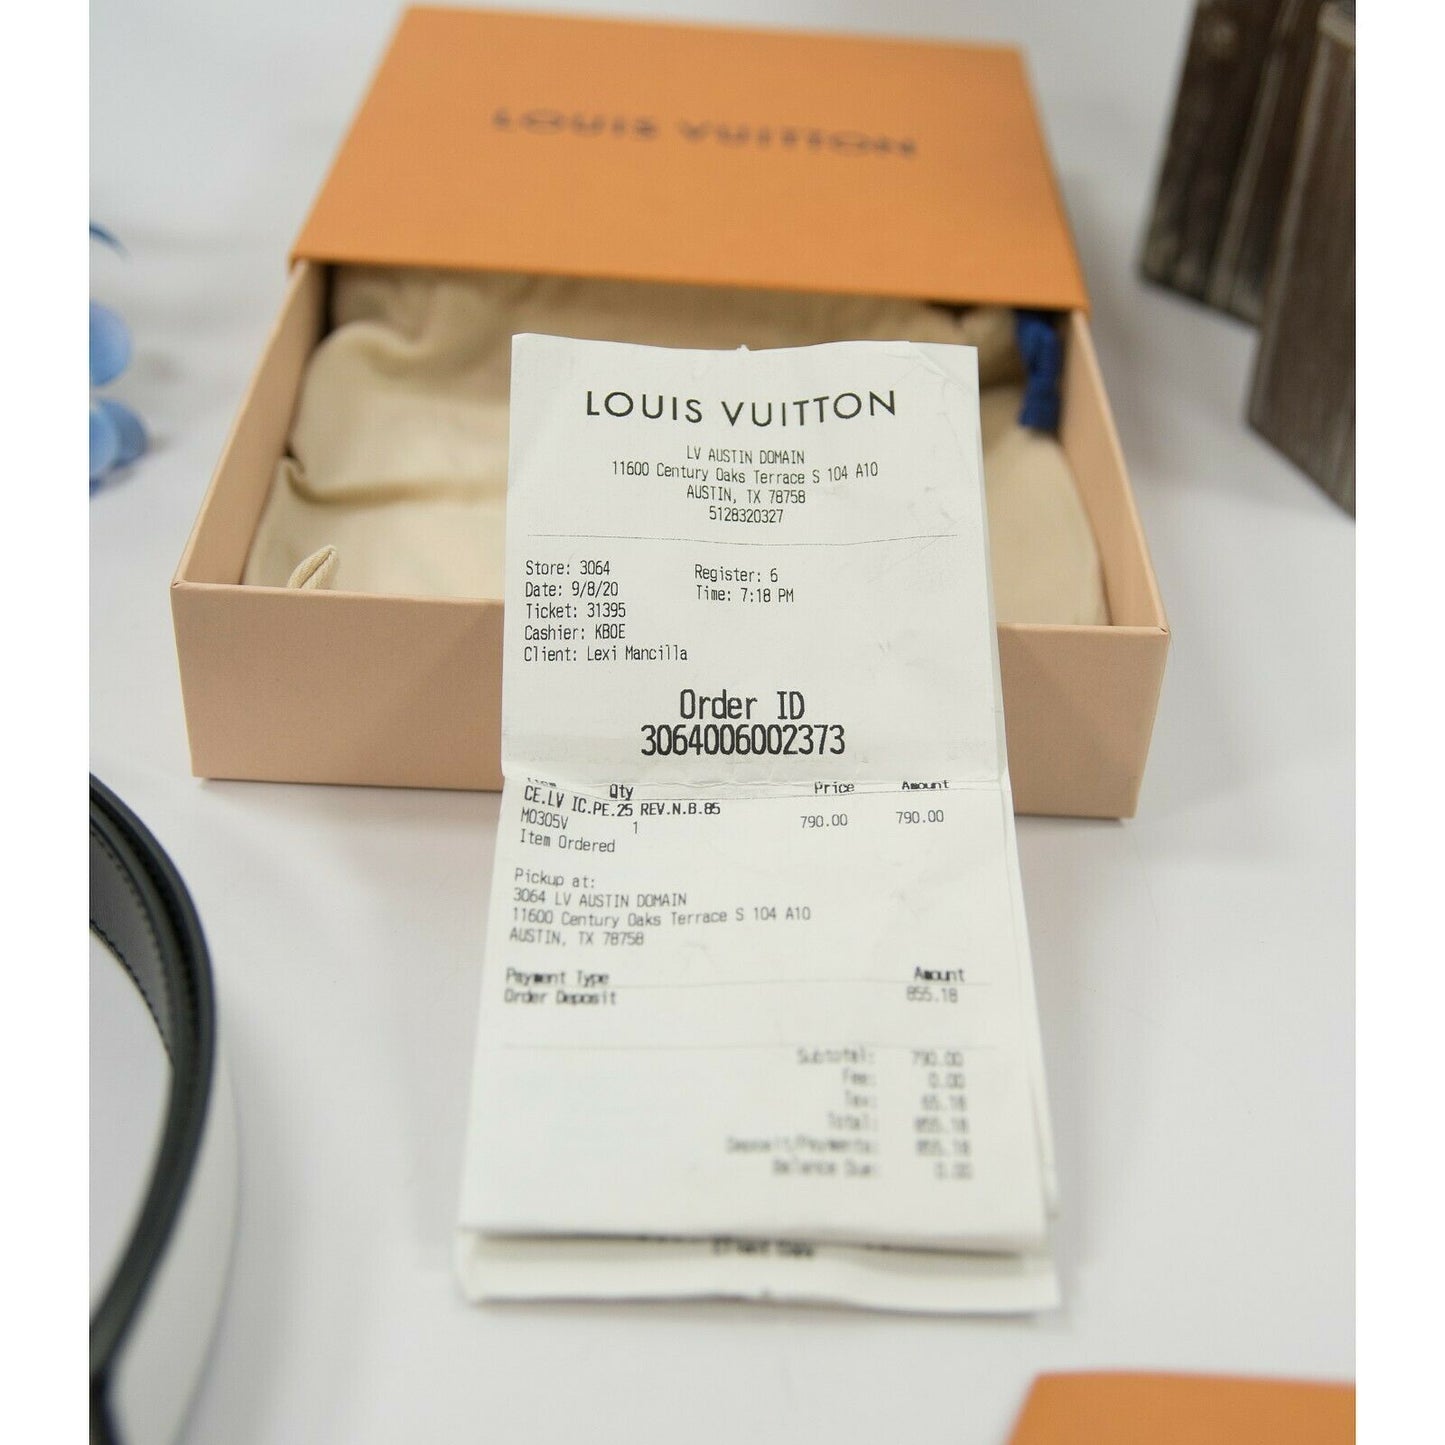 LOUIS VUITTON
LOUIS VUITTON
LV AUSTIN DOMAIN
11600 Century Oaks Terrace S 104 A10
AUSTIN, TX 78758
5128320327
Store: 3064 Register: 6
Date: 9/8/20 Time: 7:18 PM
Ticket: 31395
Cashier: KBOE
Client: Lexi Mancilla
Order ID
3064006002373
Item Qty Price Amount
CE.LV IC.PE.25 REV.N.B.85
M0305V 1 790.00 790.00
Item Ordered
Pickup at:
3064 LV AUSTIN DOMAIN
11600 Century Oaks Terrace S 104 A10
AUSTIN, TX 78758
Payment Type Amount
Order Deposit 855.18
Subtotal: 790.00
Fee: 0.00
Tax: 65.18
Total: 855.18
Deposit/Payments: 855.18
Balance Due: 0.00